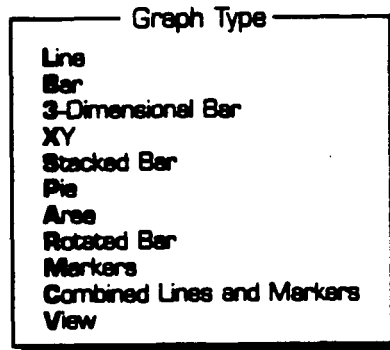 Graph Type
Line
Bar
3-Dimensional Bar
XY
Stacked Bar
Pie
Area
Rotated Bar
Markers
Combined Lines and Markers
View